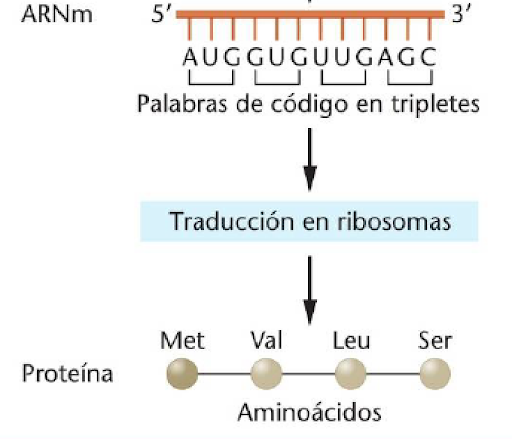 ARNm 5’ 3’
AUGGUGUUGAGC
Palabras de código en tripletes
Traducción en ribosomas
Met Val Leu Ser
Proteína
Aminoácidos